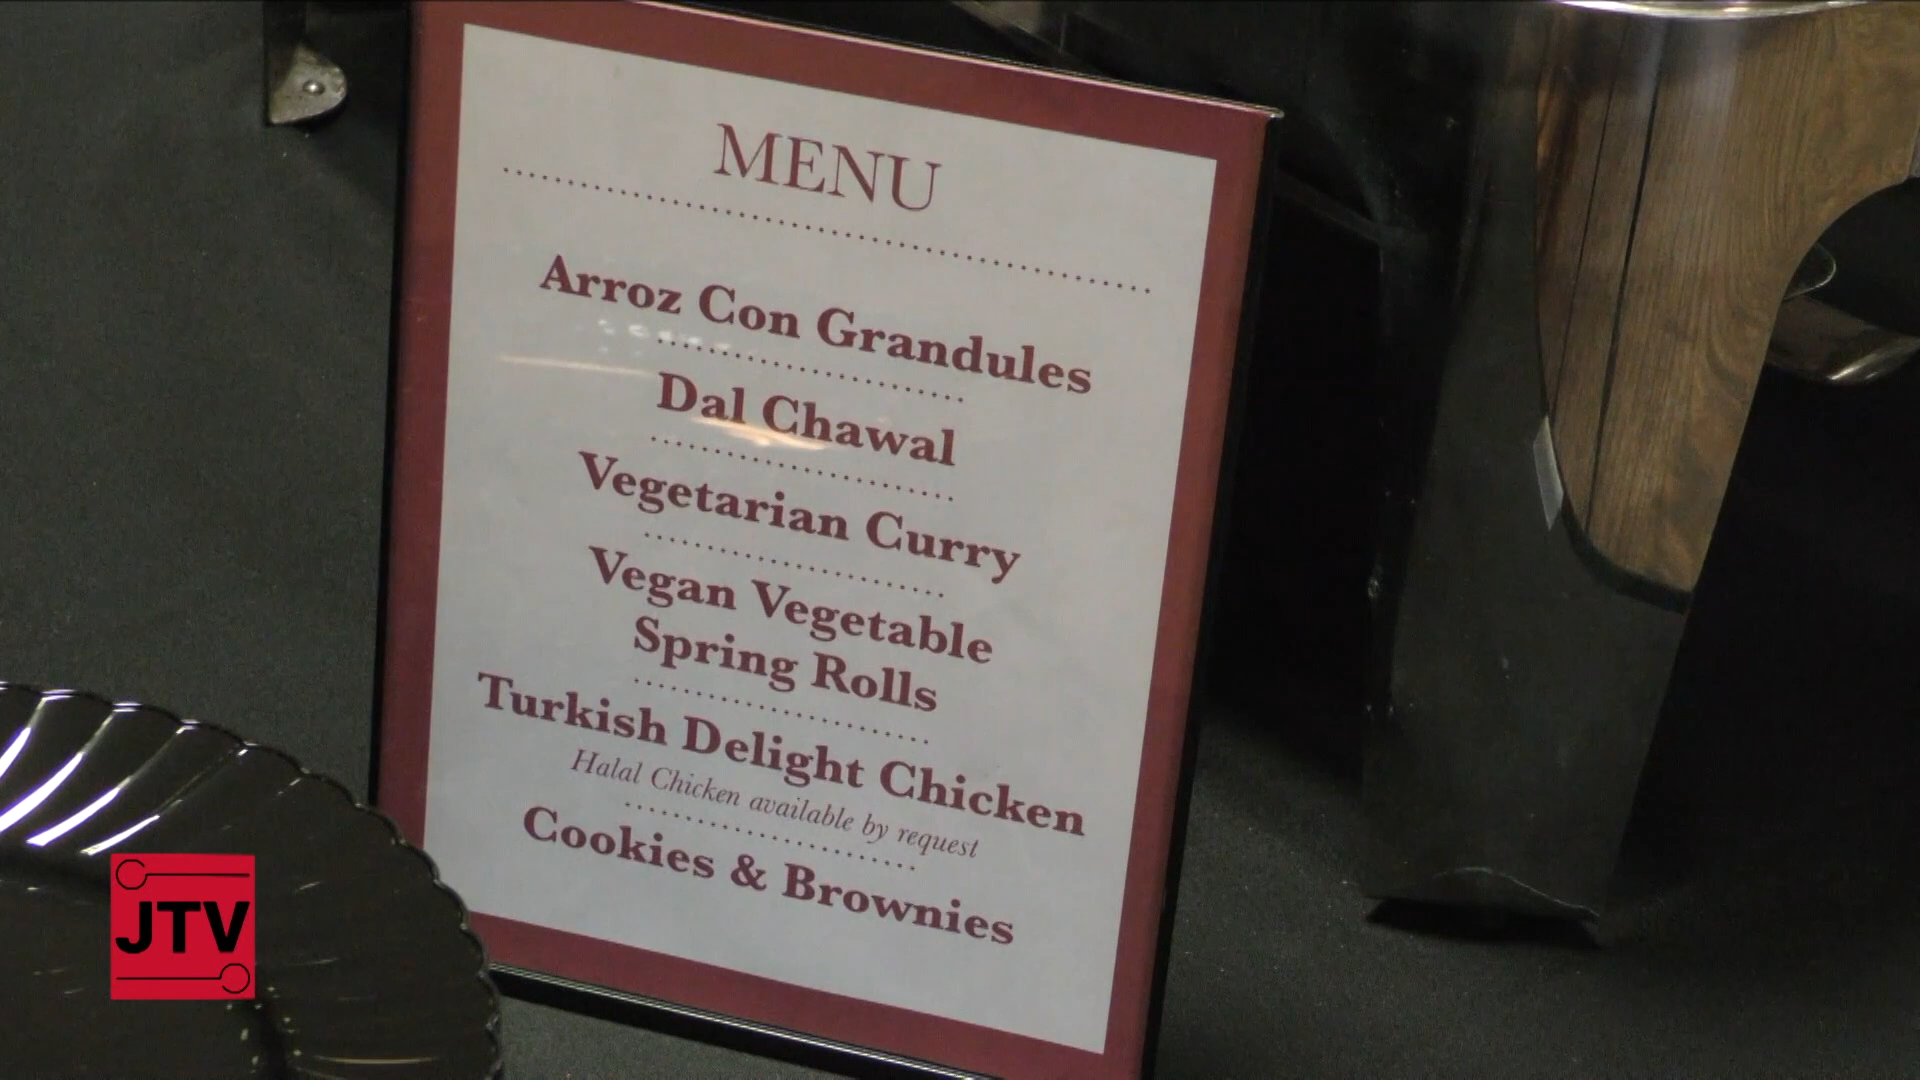 MENU
Arroz Con Grandules
Dal Chawal
Vegetarian Curry
Vegan Vegetable
Spring Rolls
Turkish Delight Chicken
Halal Chicken available by request
Cookies & Brownies
JTV